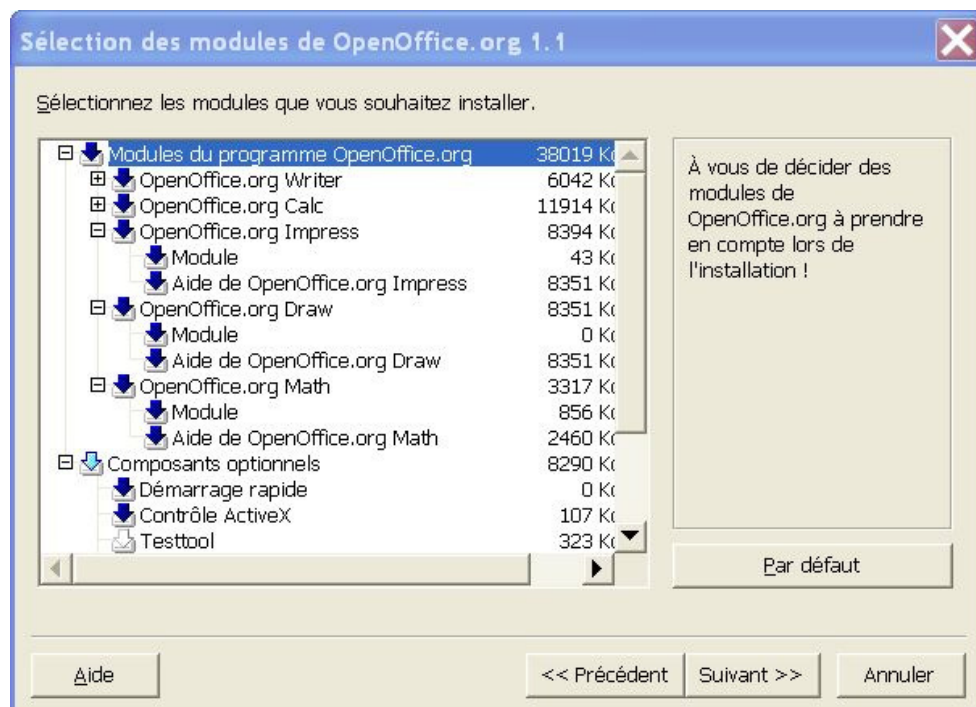 Sélection des modules de OpenOffice.org 1.1
Sélectionnez les modules que vous souhaitez installer.
Modules du programme OpenOffice.org 38019 Ko
OpenOffice.org Writer 6042 Ko
OpenOffice.org Calc 11914 Ko
OpenOffice.org Impress 8394 Ko
Module 43 Ko
Aide de OpenOffice.org Impress 8351 Ko
OpenOffice.org Draw 8351 Ko
Module 0 Ko
Aide de OpenOffice.org Draw 8351 Ko
OpenOffice.org Math 3317 Ko
Module 856 Ko
Aide de OpenOffice.org Math 2460 Ko
Composants optionnels 8290 Ko
Démarrage rapide 0 Ko
Contrôle ActiveX 107 Ko
Testtool 323 Ko
À vous de décider des
modules de
OpenOffice.org à prendre
en compte lors de
l'installation !
Par défaut
Aide
<< Précédent
Suivant >>
Annuler